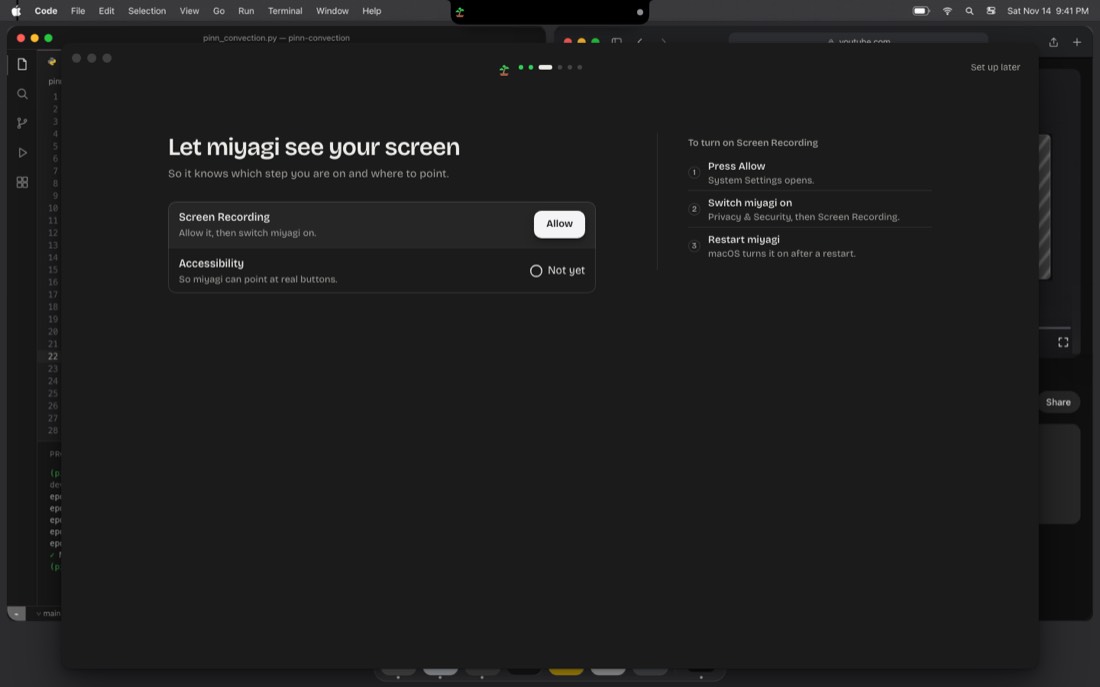 Code File Edit Selection View Go Run Terminal Window Help
Sat Nov 14 9:41 PM
pinn_convection.py — pinn-convection
youtube.com
Set up later
Let miyagi see your screen
So it knows which step you are on and where to point.
Screen Recording
Allow it, then switch miyagi on.
Allow
Accessibility
So miyagi can point at real buttons.
Not yet
To turn on Screen Recording
1 Press Allow
System Settings opens.
2 Switch miyagi on
Privacy & Security, then Screen Recording.
3 Restart miyagi
macOS turns it on after a restart.
1
2
3
4
5
6
7
8
9
10
11
12
13
14
15
16
17
18
19
20
21
22
23
24
25
26
27
28
Share
main